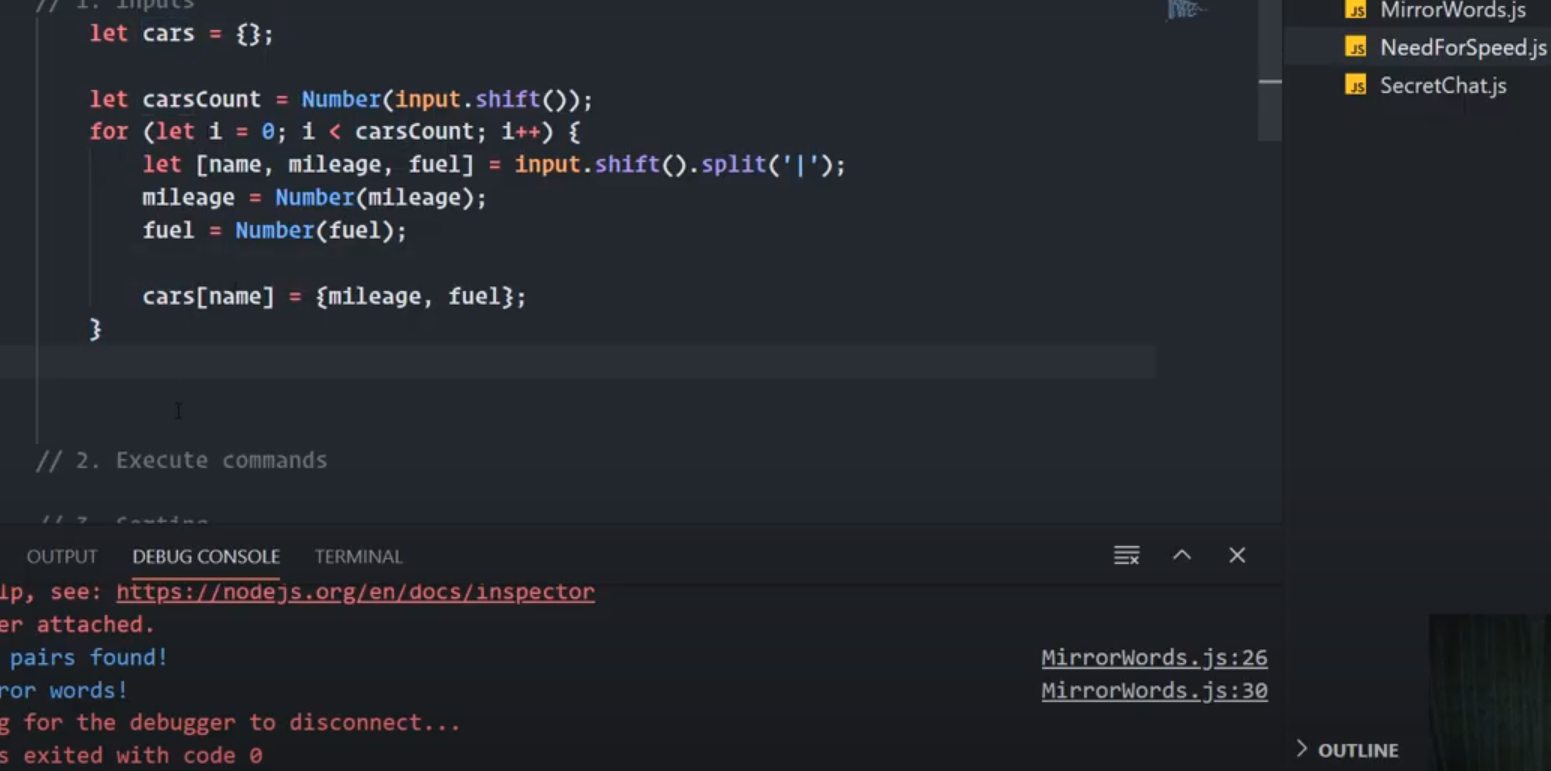 // 1. Inputs
let cars = {};
let carsCount = Number(input.shift());
for (let i = 0; i < carsCount; i++) {
let [name, mileage, fuel] = input.shift().split('|');
mileage = Number(mileage);
fuel = Number(fuel);
cars[name] = {mileage, fuel};
}
// 2. Execute commands
// 3. Sorting
MirrorWords.js
NeedForSpeed.js
SecretChat.js
OUTPUT DEBUG CONSOLE TERMINAL
lp, see: https://nodejs.org/en/docs/inspector
er attached.
pairs found! MirrorWords.js:26
ror words! MirrorWords.js:30
g for the debugger to disconnect...
s exited with code 0
OUTLINE